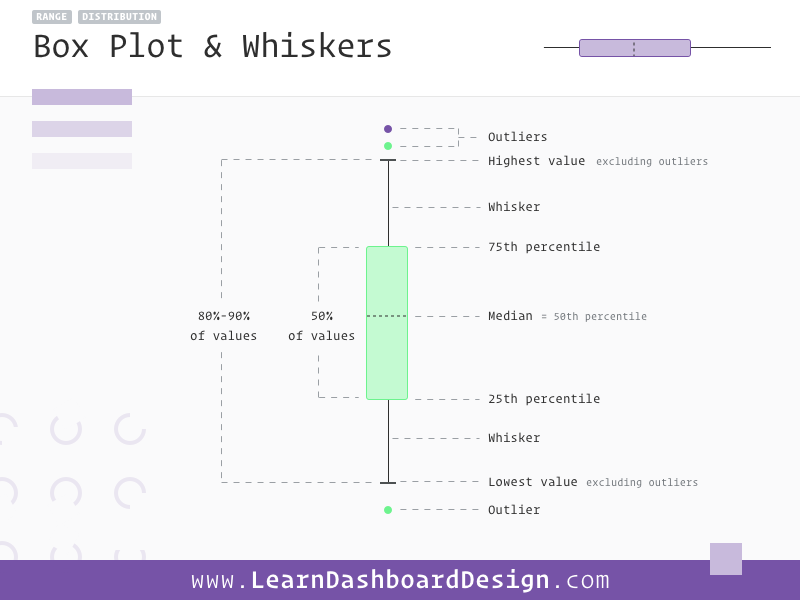 RANGE DISTRIBUTION
Box Plot & Whiskers
Outliers
Highest value excluding outliers
Whisker
75th percentile
80%-90%
of values
50%
of values
Median = 50th percentile
25th percentile
Whisker
Lowest value excluding outliers
Outlier
www.LearnDashboardDesign.com